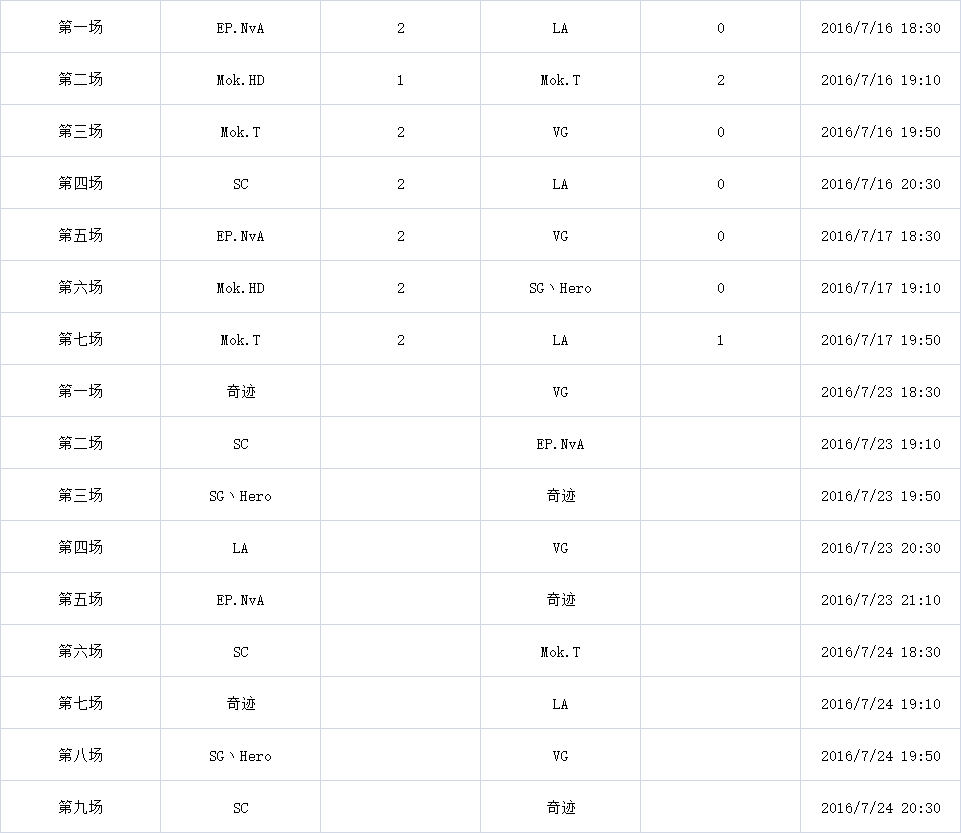 第一场 EP.NvA 2 LA 0 2016/7/16 18:30
第二场 Mok.HD 1 Mok.T 2 2016/7/16 19:10
第三场 Mok.T 2 VG 0 2016/7/16 19:50
第四场 SC 2 LA 0 2016/7/16 20:30
第五场 EP.NvA 2 VG 0 2016/7/17 18:30
第六场 Mok.HD 2 SG丶Hero 0 2016/7/17 19:10
第七场 Mok.T 2 LA 1 2016/7/17 19:50
第一场 奇迹 VG 2016/7/23 18:30
第二场 SC EP.NvA 2016/7/23 19:10
第三场 SG丶Hero 奇迹 2016/7/23 19:50
第四场 LA VG 2016/7/23 20:30
第五场 EP.NvA 奇迹 2016/7/23 21:10
第六场 SC Mok.T 2016/7/24 18:30
第七场 奇迹 LA 2016/7/24 19:10
第八场 SG丶Hero VG 2016/7/24 19:50
第九场 SC 奇迹 2016/7/24 20:30